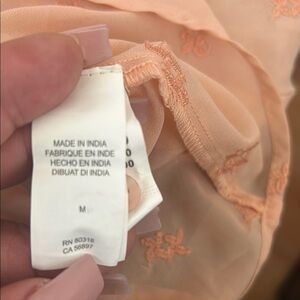 MADE IN INDIA
FABRIQUE EN INDE
HECHO EN INDIA
DIBUAT DI INDIA
M
RN 80318
CA 56897